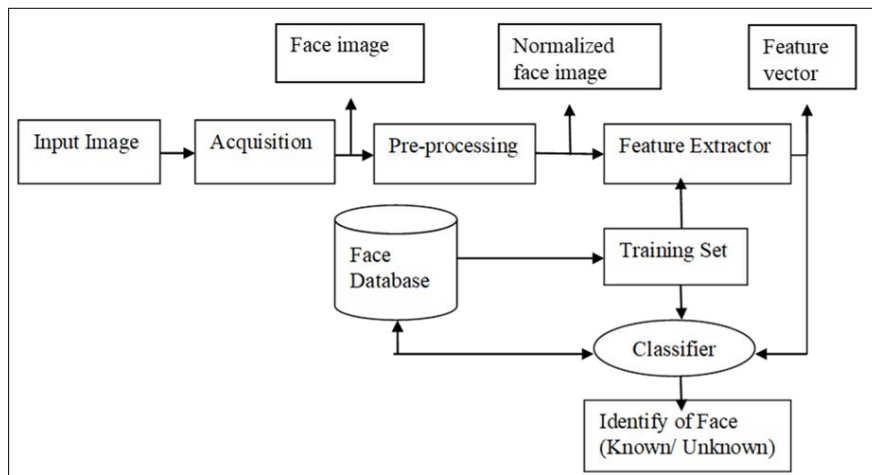 Face image
Normalized
face image
Feature
vector
Input Image
Acquisition
Pre-processing
Feature Extractor
Face
Database
Training Set
Classifier
Identify of Face
(Known/ Unknown)